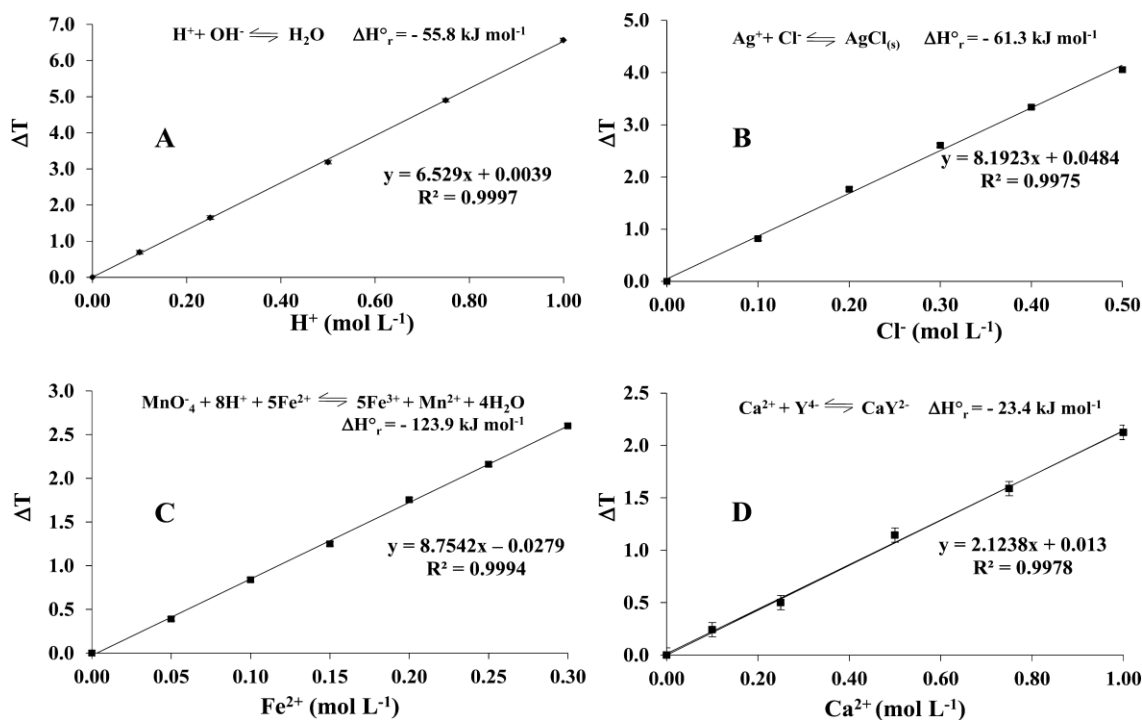 H⁺+ OH⁻ ⇌ H₂O ΔH°ᵣ = - 55.8 kJ mol⁻¹
7.0
6.0
5.0
4.0
3.0
2.0
1.0
0.0
ΔT
A
y = 6.529x + 0.0039
R² = 0.9997
0.00 0.20 0.40 0.60 0.80 1.00
H⁺ (mol L⁻¹)
Ag⁺+ Cl⁻ ⇌ AgCl₍ₛ₎ ΔH°ᵣ = - 61.3 kJ mol⁻¹
5.0
4.0
3.0
2.0
1.0
0.0
ΔT
B
y = 8.1923x + 0.0484
R² = 0.9975
0.00 0.10 0.20 0.30 0.40 0.50
Cl⁻ (mol L⁻¹)
MnO⁻₄ + 8H⁺ + 5Fe²⁺ ⇌ 5Fe³⁺ + Mn²⁺ + 4H₂O
ΔH°ᵣ = - 123.9 kJ mol⁻¹
3.0
2.5
2.0
1.5
1.0
0.5
0.0
ΔT
C
y = 8.7542x – 0.0279
R² = 0.9994
0.00 0.05 0.10 0.15 0.20 0.25 0.30
Fe²⁺ (mol L⁻¹)
Ca²⁺ + Y⁴⁻ ⇌ CaY²⁻ ΔH°ᵣ = - 23.4 kJ mol⁻¹
2.5
2.0
1.5
1.0
0.5
0.0
ΔT
D
y = 2.1238x + 0.013
R² = 0.9978
0.00 0.20 0.40 0.60 0.80 1.00
Ca²⁺ (mol L⁻¹)